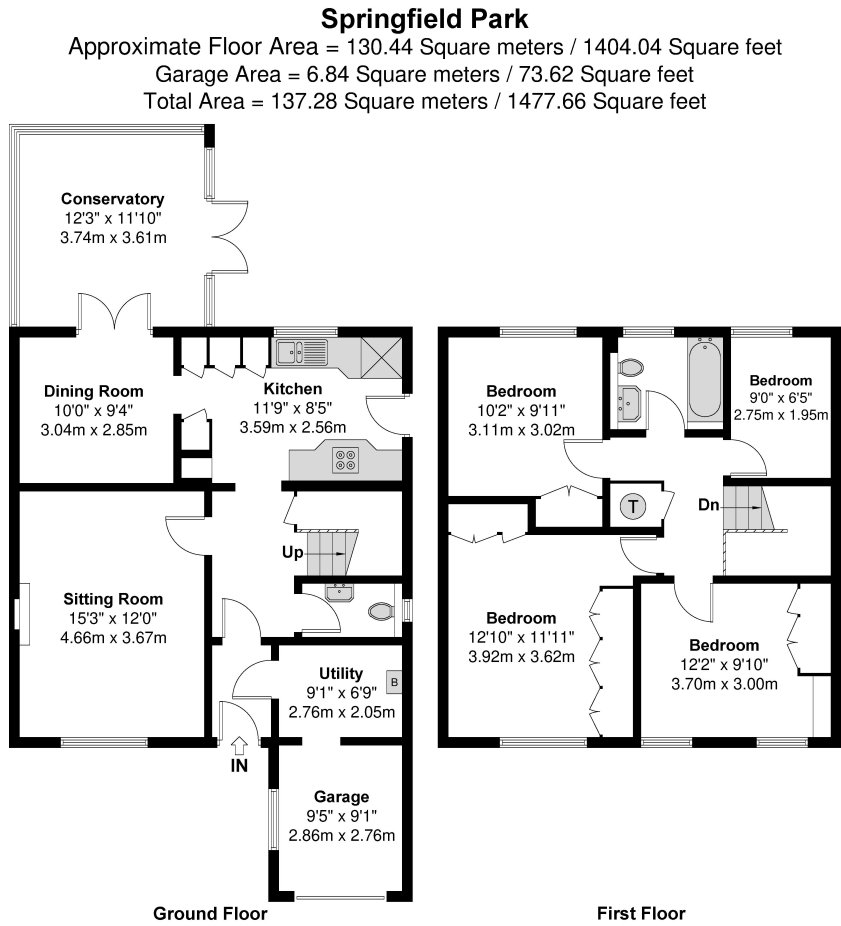 Springfield Park
Approximate Floor Area = 130.44 Square meters / 1404.04 Square feet
Garage Area = 6.84 Square meters / 73.62 Square feet
Total Area = 137.28 Square meters / 1477.66 Square feet
Conservatory
12'3" x 11'10"
3.74m x 3.61m
Dining Room
10'0" x 9'4"
3.04m x 2.85m
Kitchen
11'9" x 8'5"
3.59m x 2.56m
Up
Sitting Room
15'3" x 12'0"
4.66m x 3.67m
Utility
9'1" x 6'9"
2.76m x 2.05m
B
IN
Garage
9'5" x 9'1"
2.86m x 2.76m
Ground Floor
Bedroom
10'2" x 9'11"
3.11m x 3.02m
Bedroom
9'0" x 6'5"
2.75m x 1.95m
T
Dn
Bedroom
12'10" x 11'11"
3.92m x 3.62m
Bedroom
12'2" x 9'10"
3.70m x 3.00m
First Floor